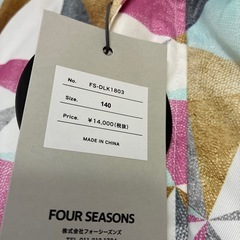 No. FS-DLK1803
Size. 140
Price. ¥14,000(税抜)
MADE IN CHINA
FOUR SEASONS
株式会社フォーシーズンズ